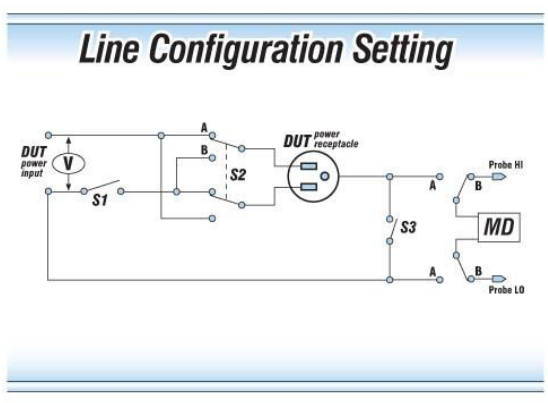 Line Configuration Setting
DUT
power
input
V
S1
A
B
S2
DUT power
receptacle
S3
A
B
Probe HI
MD
A
B
Probe LO